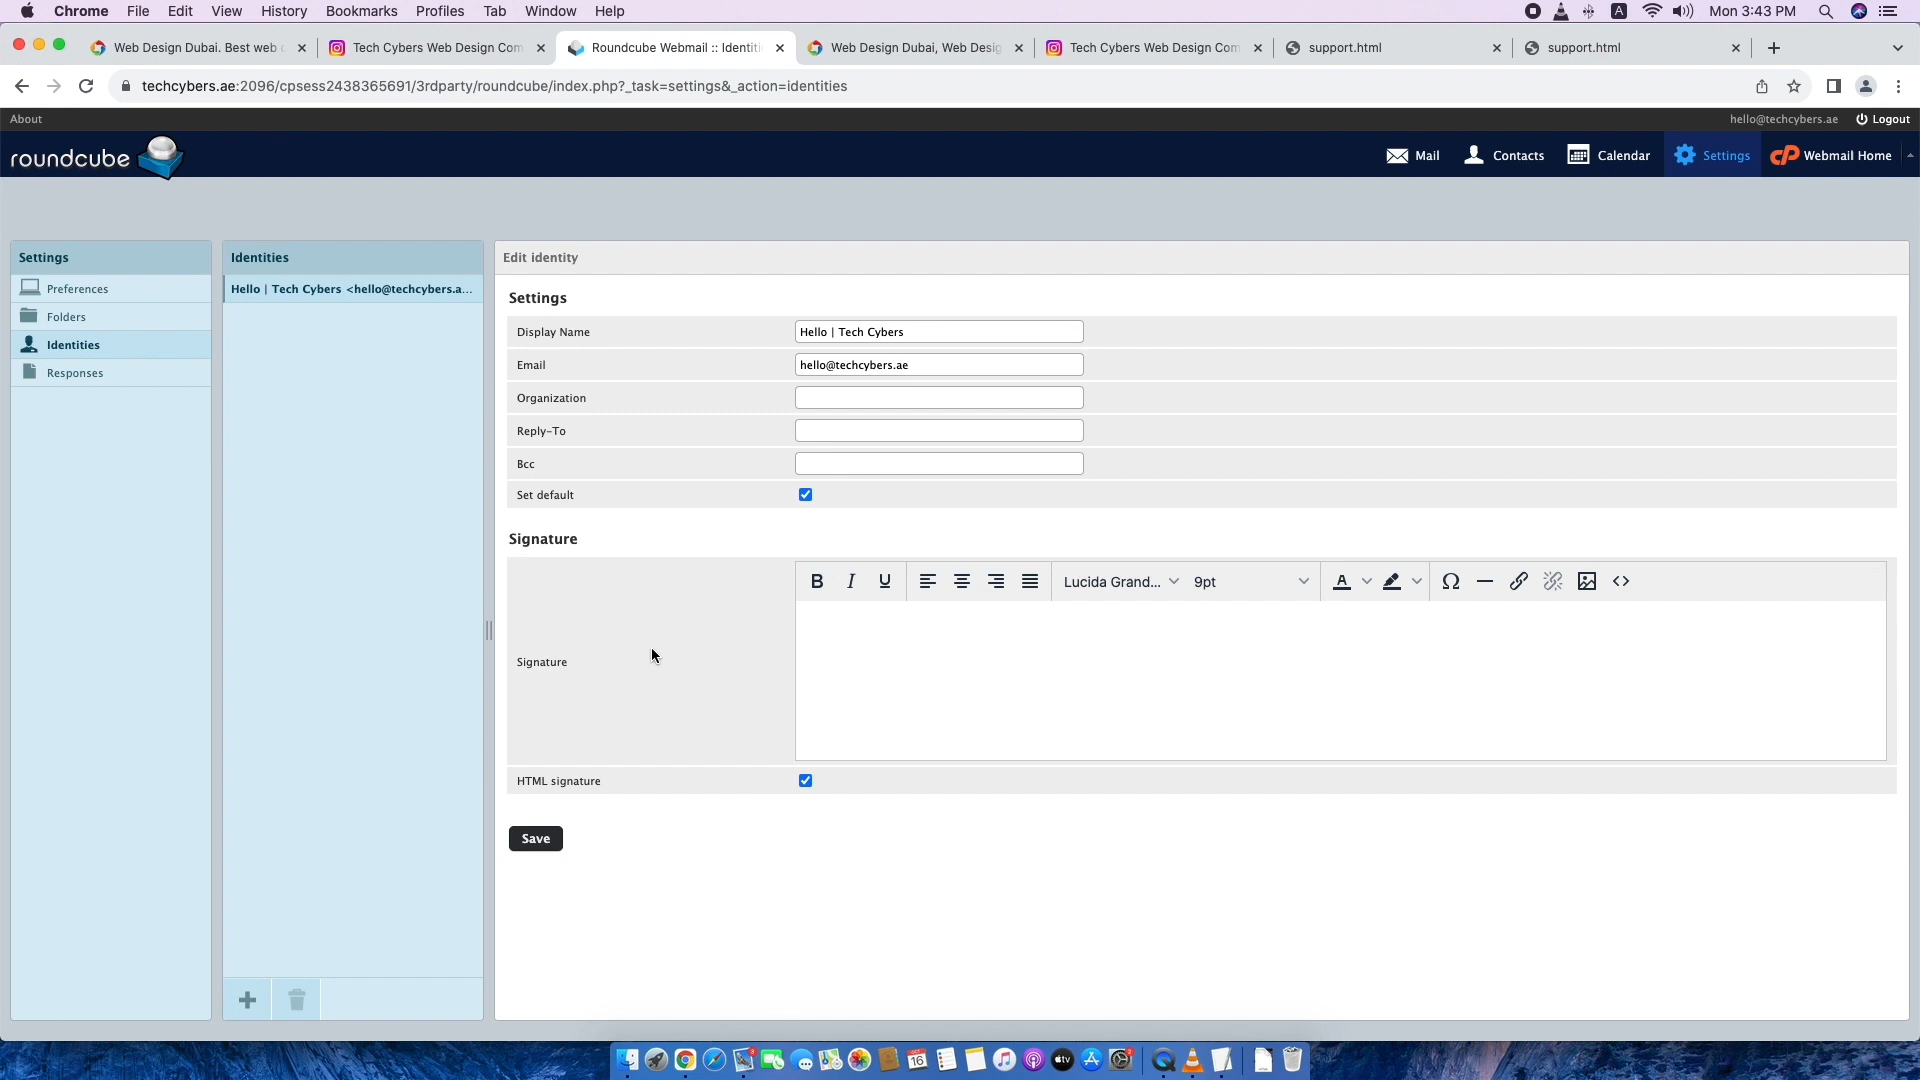 Chrome File Edit View History Bookmarks Profiles Tab Window Help A Mon 3:43 PM
Web Design Dubai. Best web Tech Cybers Web Design Com Roundcube Webmail :: Identiti Web Design Dubai, Web Desig Tech Cybers Web Design Com support.html support.html
techcybers.ae:2096/cpsess2438365691/3rdparty/roundcube/index.php?_task=settings&_action=identities
About hello@techcybers.ae Logout
roundcube Mail Contacts Calendar Settings cP Webmail Home
Settings Identities Edit identity
Preferences
Folders
Identities
Responses
Hello | Tech Cybers <hello@techcybers.a...
Settings
Display Name Hello | Tech Cybers
Email hello@techcybers.ae
Organization
Reply-To
Bcc
Set default
Signature
B I U Lucida Grand... 9pt A Ω
Signature
HTML signature
Save
16 tv